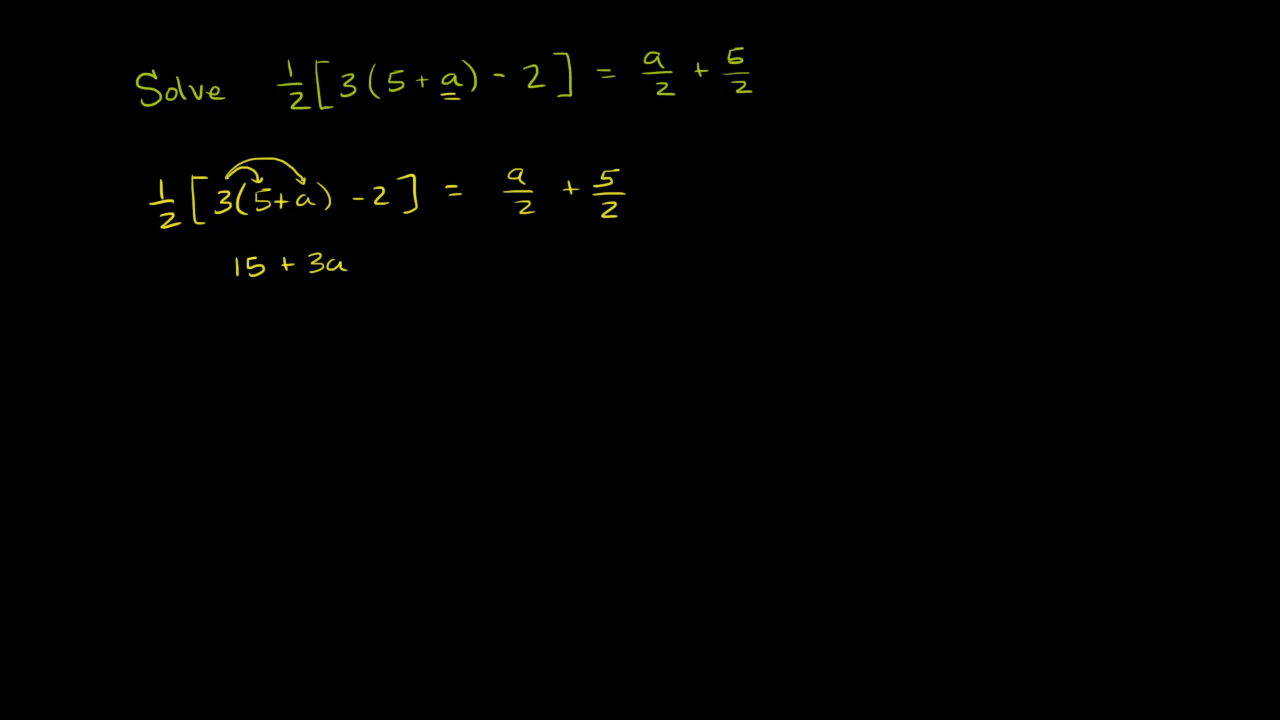 Solve 1/2[3(5+a)-2] = a/2 + 5/2
1/2[3(5+a)-2] = a/2 + 5/2
15 + 3a